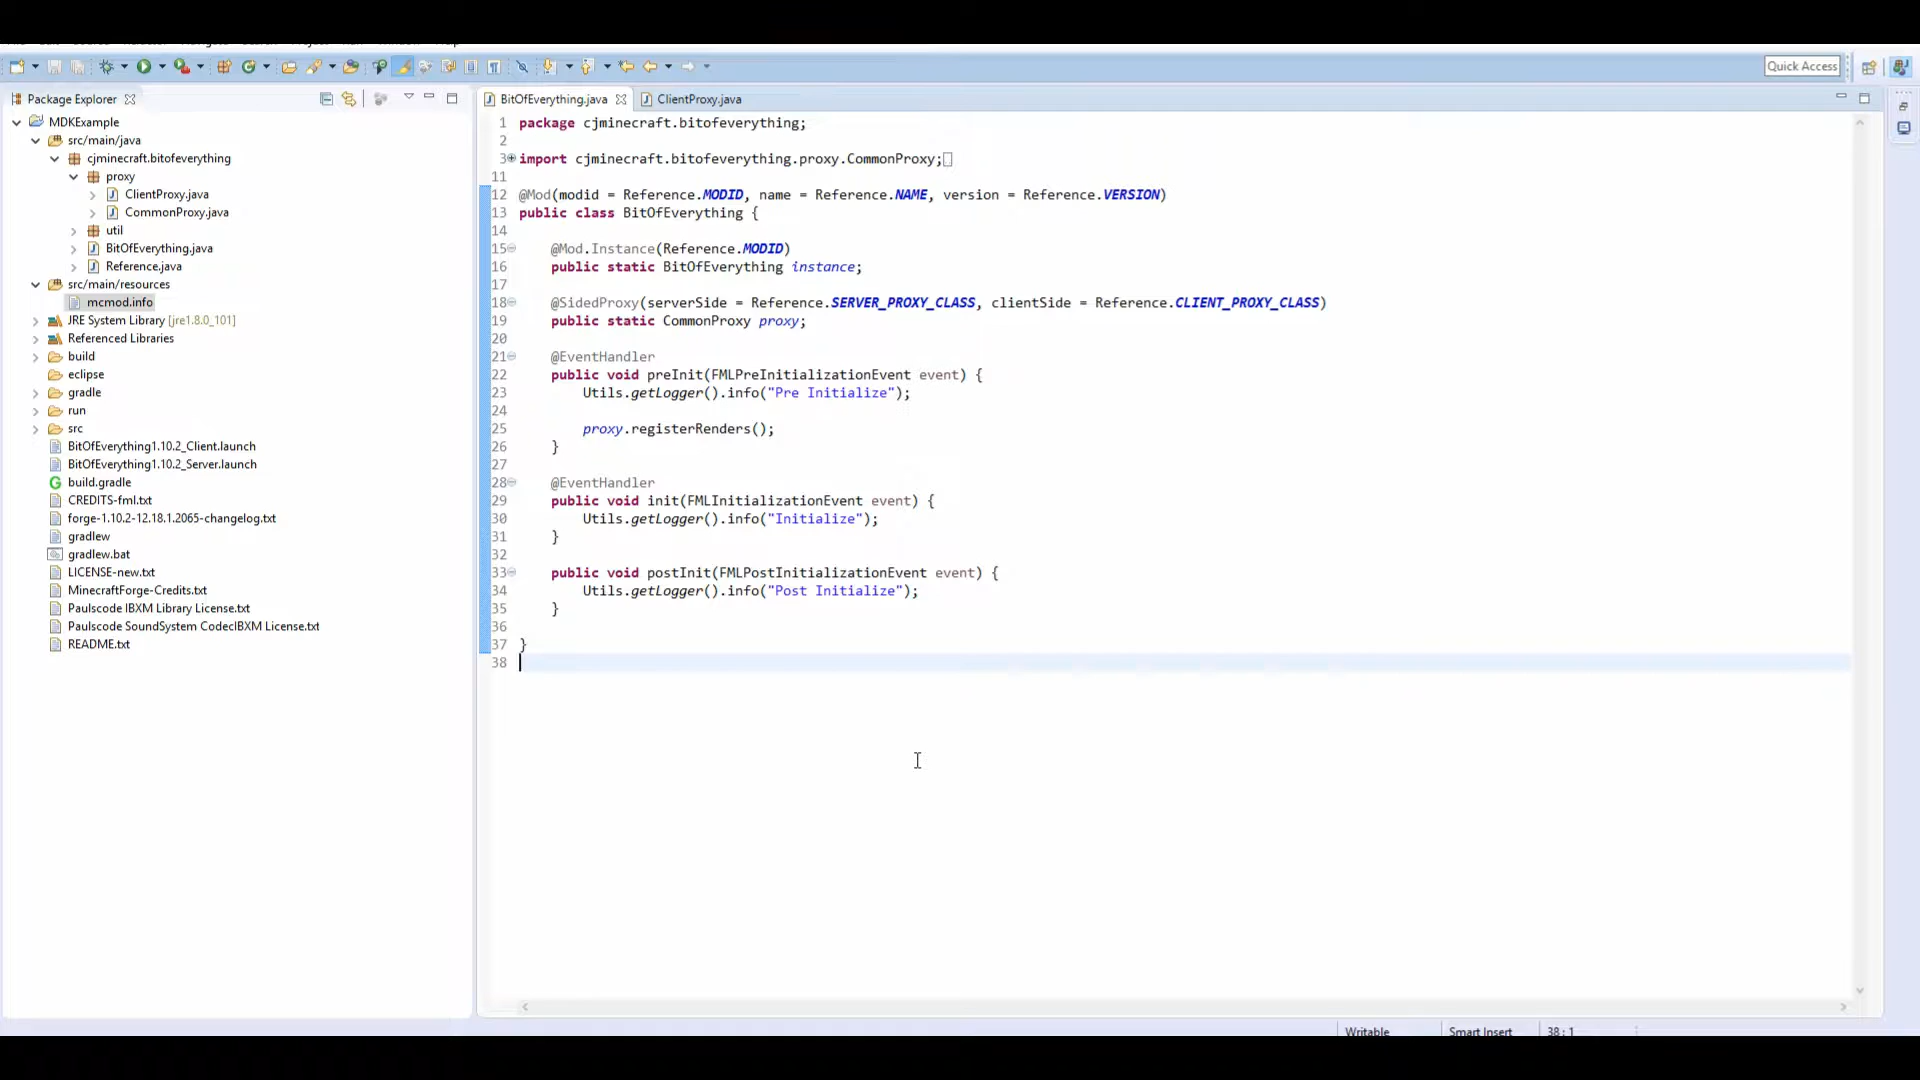 Quick Access
Package Explorer
MDKExample
src/main/java
cjminecraft.bitofeverything
proxy
ClientProxy.java
CommonProxy.java
util
BitOfEverything.java
Reference.java
src/main/resources
mcmod.info
JRE System Library [jre1.8.0_101]
Referenced Libraries
build
eclipse
gradle
run
src
BitOfEverything1.10.2_Client.launch
BitOfEverything1.10.2_Server.launch
build.gradle
CREDITS-fml.txt
forge-1.10.2-12.18.1.2065-changelog.txt
gradlew
gradlew.bat
LICENSE-new.txt
MinecraftForge-Credits.txt
Paulscode IBXM Library License.txt
Paulscode SoundSystem CodecIBXM License.txt
README.txt
BitOfEverything.java ClientProxy.java
1 package cjminecraft.bitofeverything;
2
3 import cjminecraft.bitofeverything.proxy.CommonProxy;
11
12 @Mod(modid = Reference.MODID, name = Reference.NAME, version = Reference.VERSION)
13 public class BitOfEverything {
14
15 @Mod.Instance(Reference.MODID)
16 public static BitOfEverything instance;
17
18 @SidedProxy(serverSide = Reference.SERVER_PROXY_CLASS, clientSide = Reference.CLIENT_PROXY_CLASS)
19 public static CommonProxy proxy;
20
21 @EventHandler
22 public void preInit(FMLPreInitializationEvent event) {
23 Utils.getLogger().info("Pre Initialize");
24
25 proxy.registerRenders();
26 }
27
28 @EventHandler
29 public void init(FMLInitializationEvent event) {
30 Utils.getLogger().info("Initialize");
31 }
32
33 public void postInit(FMLPostInitializationEvent event) {
34 Utils.getLogger().info("Post Initialize");
35 }
36
37 }
38
Writable Smart Insert 38 : 1